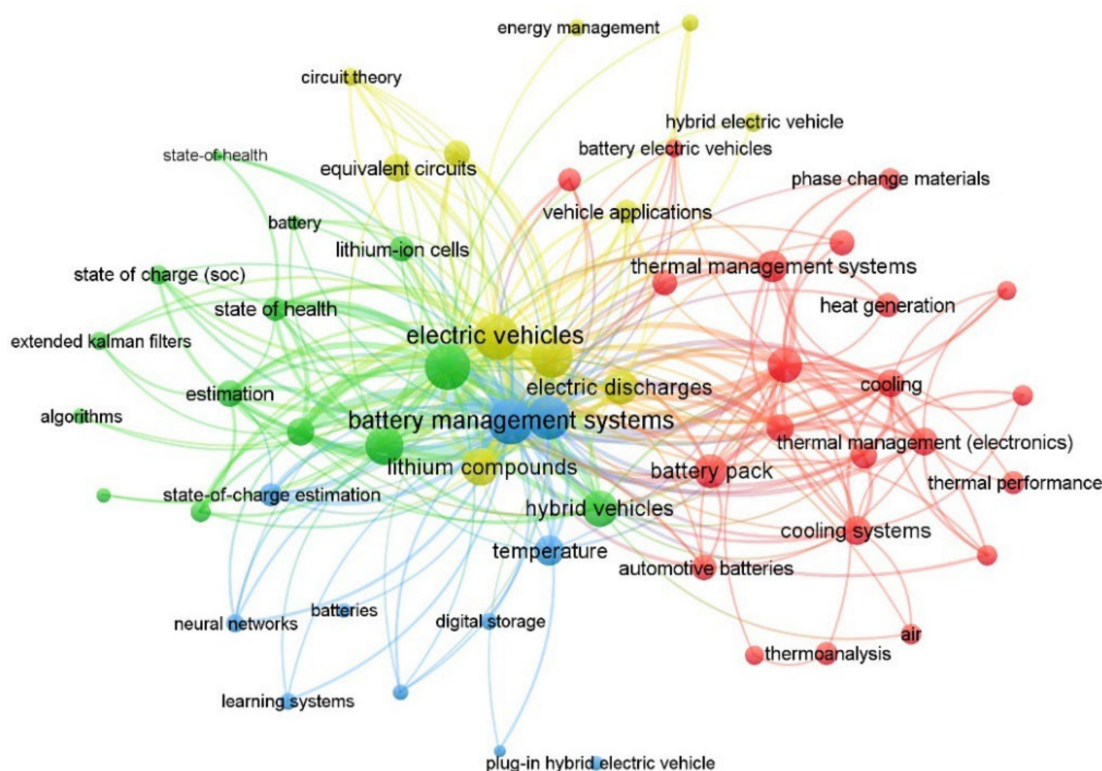 energy management
circuit theory
hybrid electric vehicle
battery electric vehicles
state-of-health
equivalent circuits
phase change materials
vehicle applications
battery
lithium-ion cells
state of charge (soc)
thermal management systems
state of health
heat generation
extended kalman filters
electric vehicles
estimation
electric discharges
cooling
algorithms
battery management systems
thermal management (electronics)
lithium compounds
battery pack
thermal performance
state-of-charge estimation
hybrid vehicles
cooling systems
temperature
automotive batteries
batteries
neural networks
digital storage
air
thermoanalysis
learning systems
plug-in hybrid electric vehicle